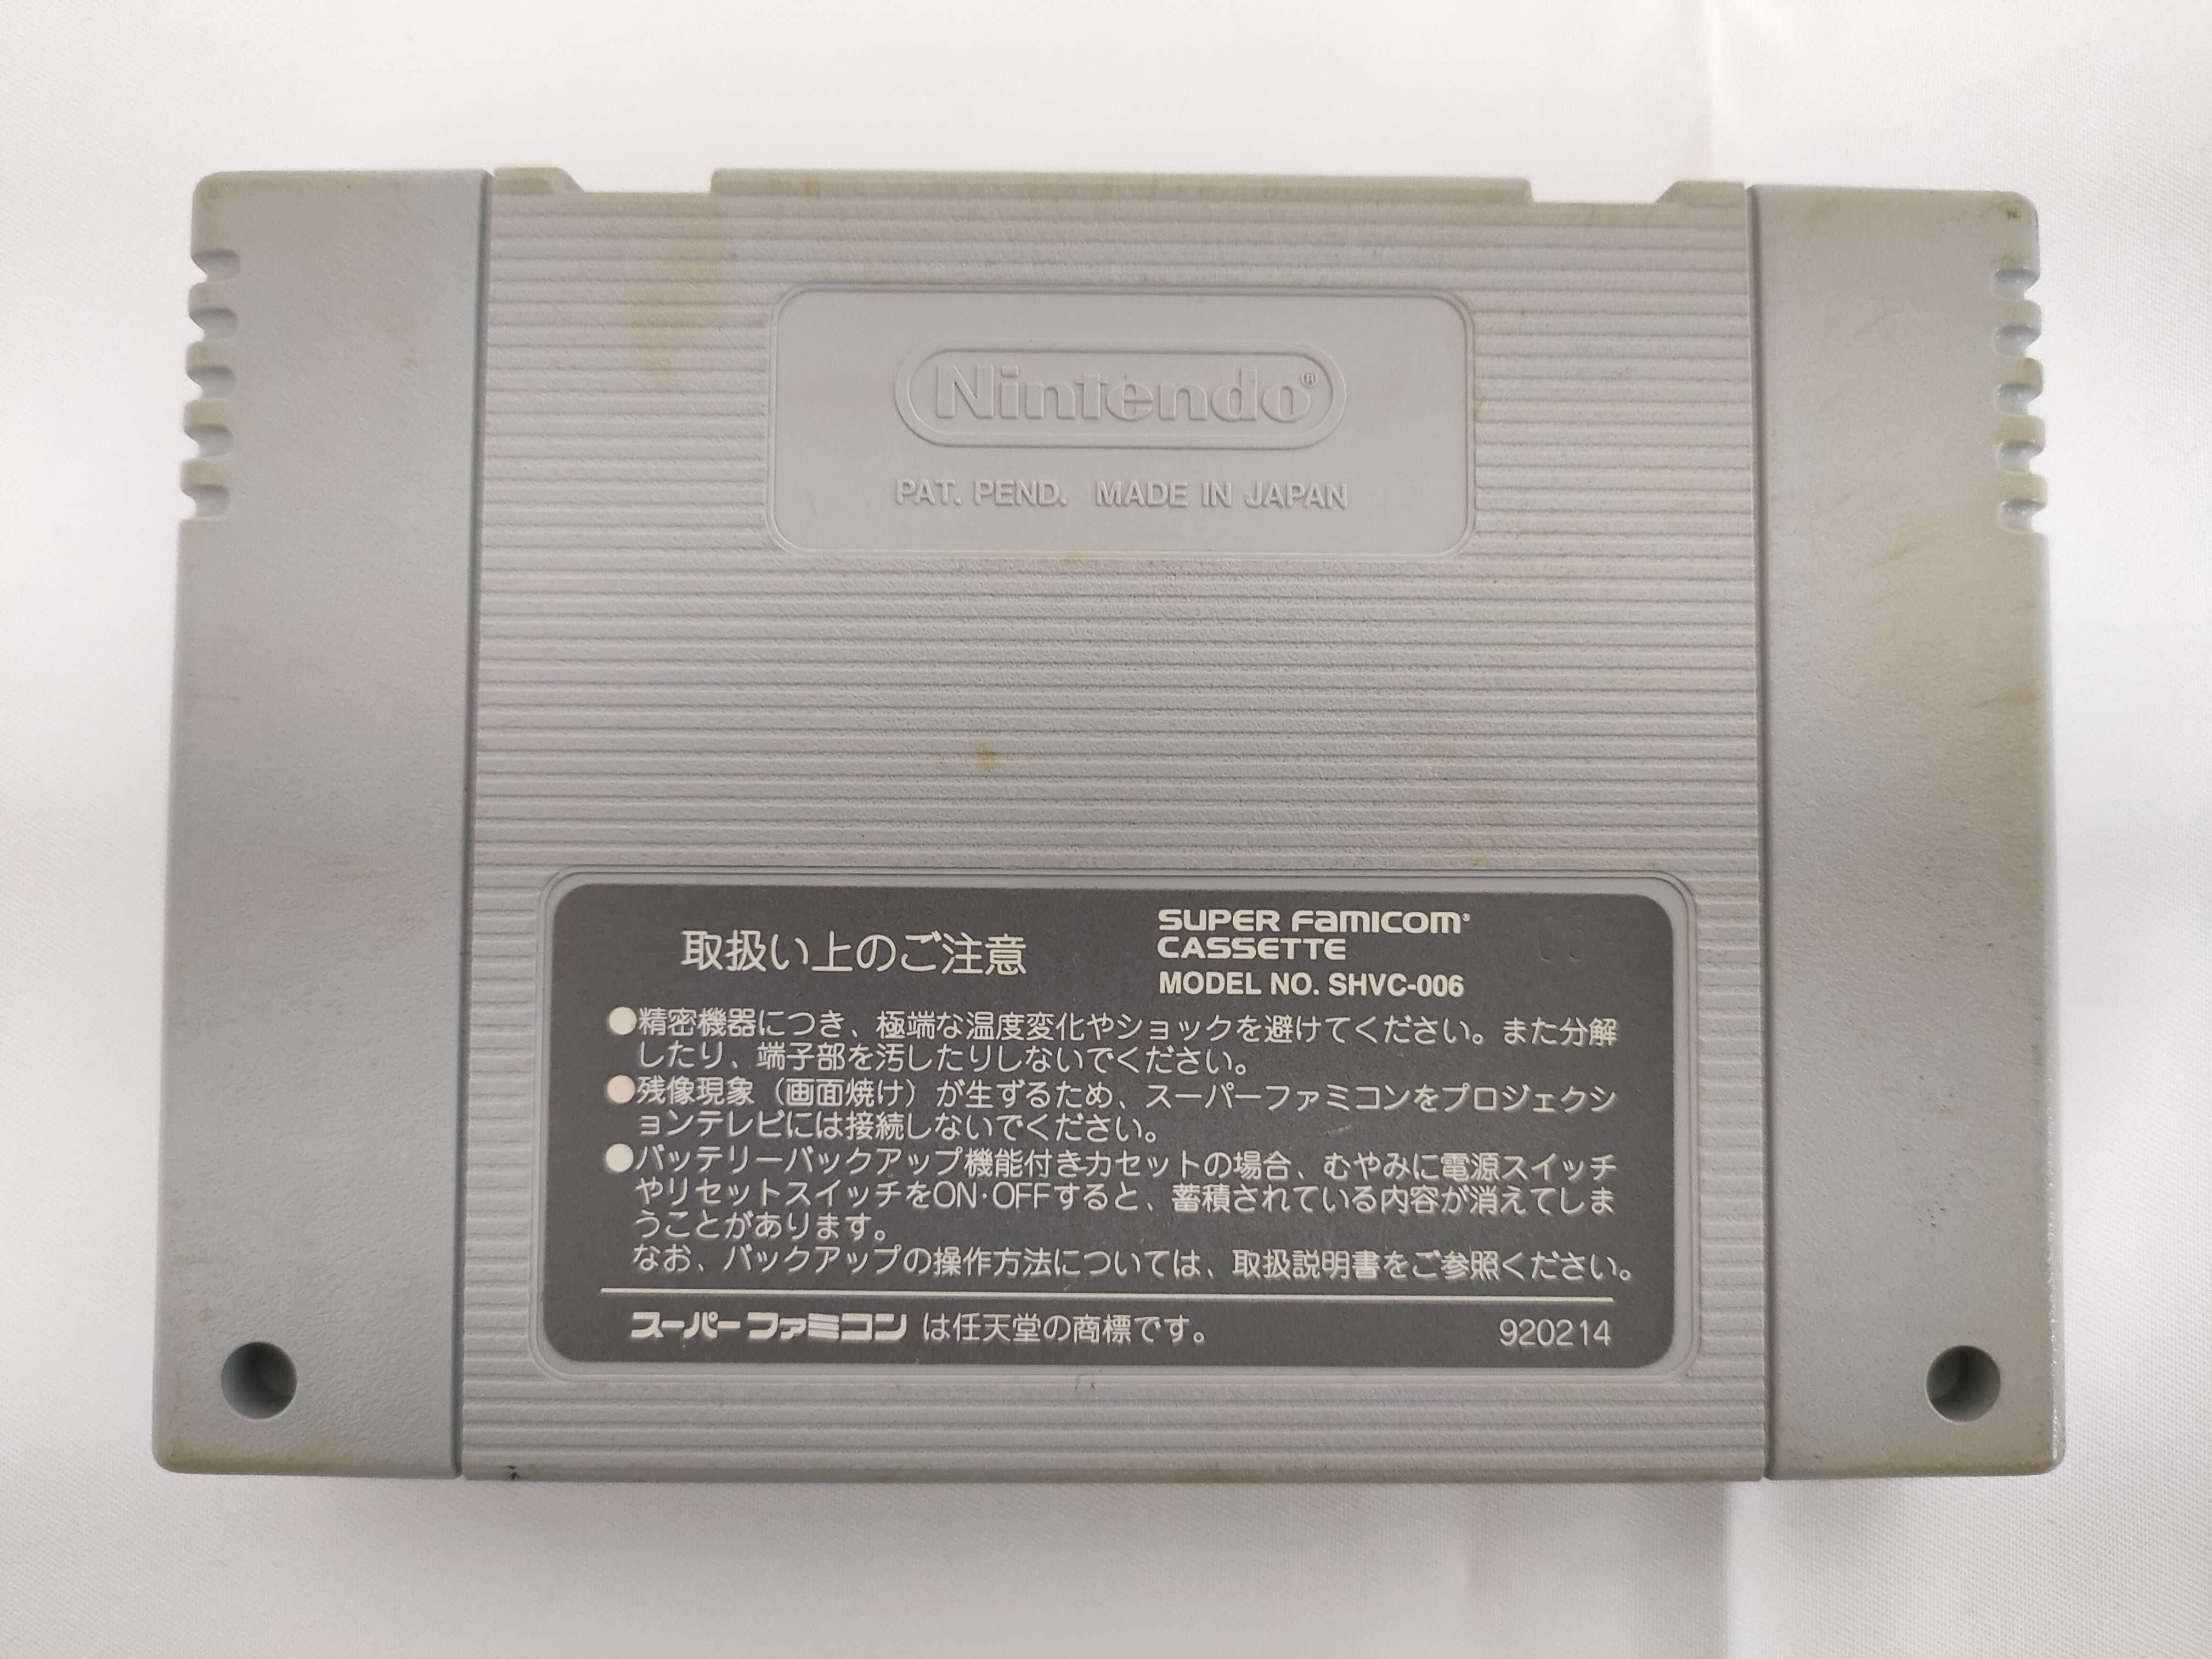 Nintendo®
PAT. PEND. MADE IN JAPAN
取扱い上のご注意
SUPER FAMICOM®
CASSETTE
MODEL NO. SHVC-006
●精密機器につき、極端な温度変化やショックを避けてください。また分解
したり、端子部を汚したりしないでください。
●残像現象（画面焼け）が生ずるため、スーパーファミコンをプロジェクシ
ョンテレビには接続しないでください。
●バッテリーバックアップ機能付きカセットの場合、むやみに電源スイッチ
やリセットスイッチをON·OFFすると、蓄積されている内容が消えてしま
うことがあります。
なお、バックアップの操作方法については、取扱説明書をご参照ください。
スーパーファミコン は任天堂の商標です。
920214